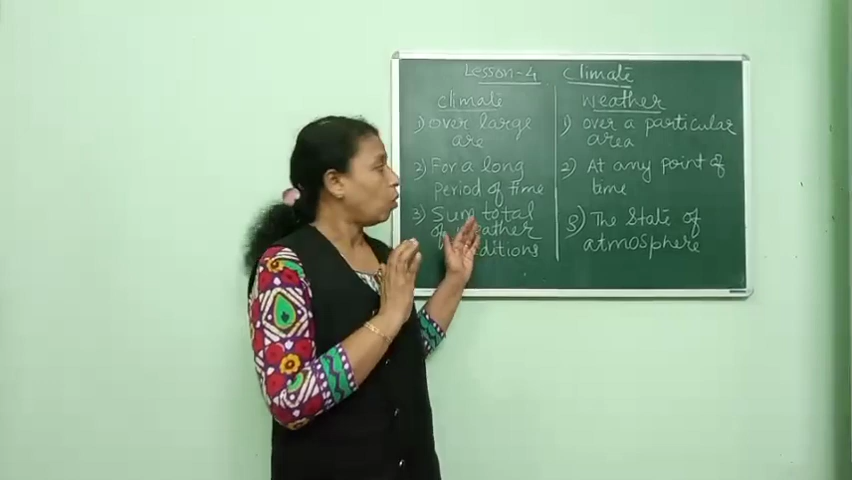 Lesson-4 Climate
Climate
1) over large
are
2) For a long
Period of time
3) Sum total
of weather
ditions
Weather
1) over a particular
area
2) At any point of
time
3) The State of
atmosphere